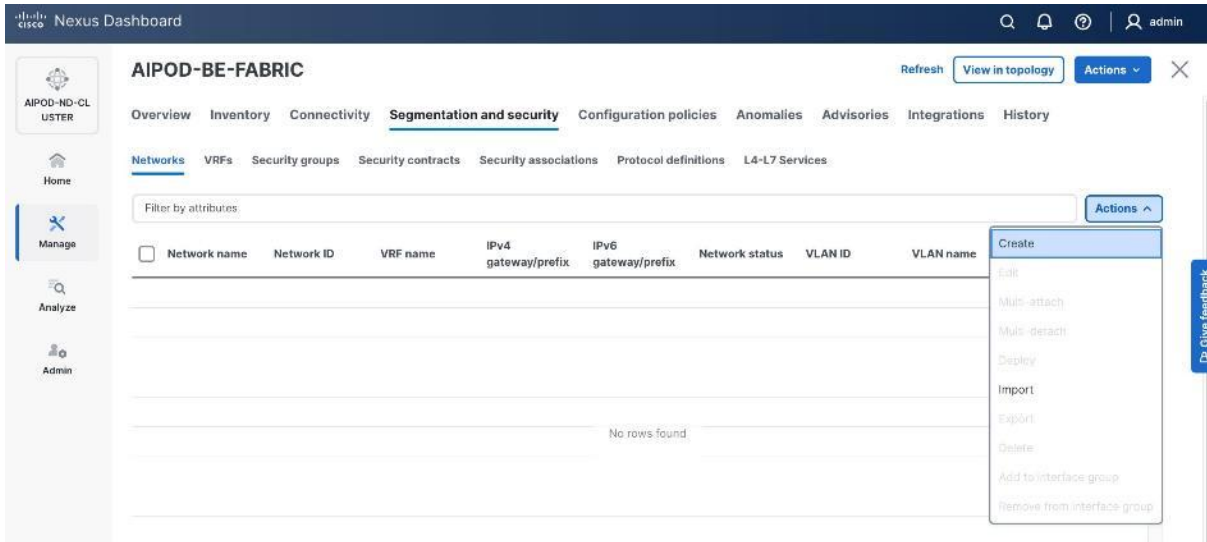 cisco Nexus Dashboard
admin
AIPOD-ND-CL
USTER
Home
Manage
Analyze
Admin
AIPOD-BE-FABRIC
Refresh
View in topology
Actions
Overview Inventory Connectivity Segmentation and security Configuration policies Anomalies Advisories Integrations History
Networks VRFs Security groups Security contracts Security associations Protocol definitions L4-L7 Services
Filter by attributes
Actions
Network name
Network ID
VRF name
IPv4
gateway/prefix
IPv6
gateway/prefix
Network status
VLAN ID
VLAN name
No rows found
Create
Edit
Multi-attach
Multi-detach
Deploy
Import
Export
Delete
Add to interface group
Remove from interface group
Give feedback